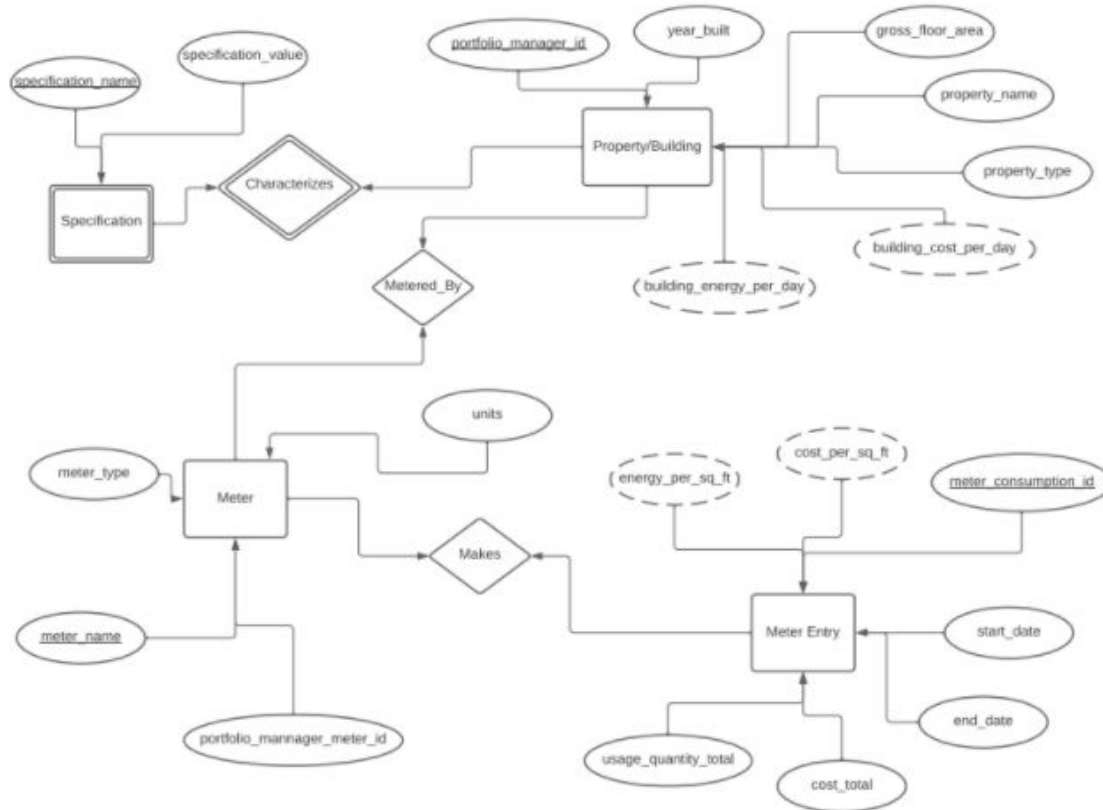 portfolio_manager_id
year_built
gross_floor_area
specification_value
specification_name
property_name
Property/Building
Characterizes
property_type
Specification
building_cost_per_day
Metered_By
building_energy_per_day
units
cost_per_sq_ft
meter_type
energy_per_sq_ft
meter_consumption_id
Meter
Makes
meter_name
Meter Entry
start_date
end_date
portfolio_mannager_meter_id
usage_quantity_total
cost_total